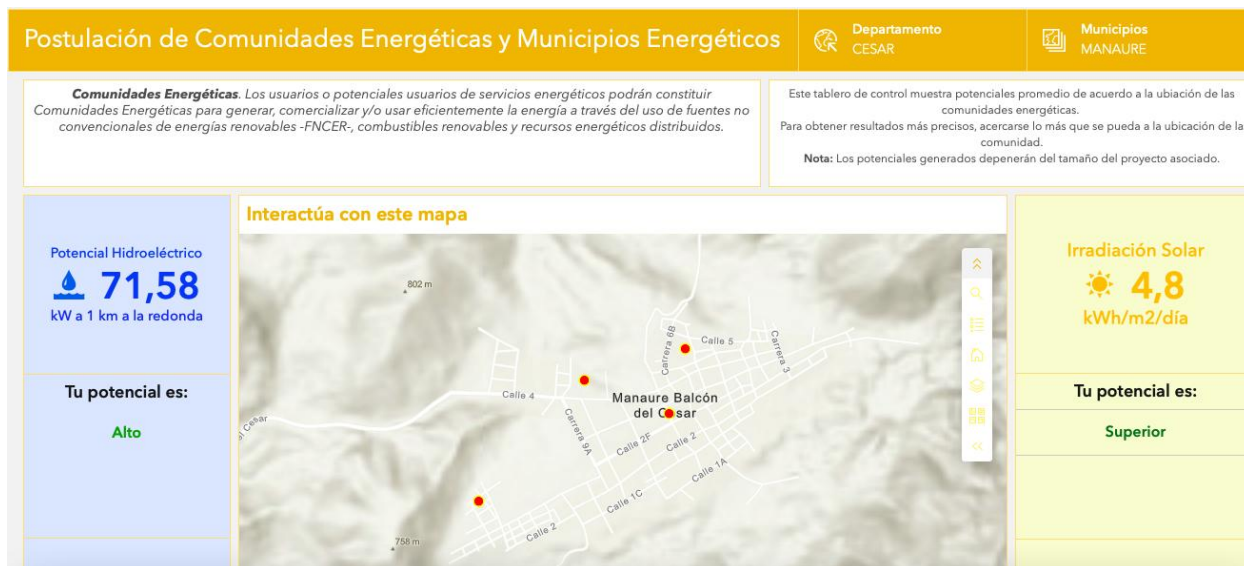 Postulación de Comunidades Energéticas y Municipios Energéticos
Departamento
CESAR
Municipios
MANAURE
Comunidades Energéticas. Los usuarios o potenciales usuarios de servicios energéticos podrán constituir
Comunidades Energéticas para generar, comercializar y/o usar eficientemente la energía a través del uso de fuentes no
convencionales de energías renovables -FNCER-, combustibles renovables y recursos energéticos distribuidos.
Este tablero de control muestra potenciales promedio de acuerdo a la ubiación de las
comunidades energéticas.
Para obtener resultados más precisos, acercarse lo más que se pueda a la ubicación de la
comunidad.
Nota: Los potenciales generados depenerán del tamaño del proyecto asociado.
Potencial Hidroeléctrico
71,58
kW a 1 km a la redonda
Tu potencial es:
Alto
Interactúa con este mapa
802 m
Carrera 6B
Calle 5
Carrera 3
Calle 4
Manaure Balcón
del Cesar
Cesar
Carrera 9A
Calle 2F
Calle 2
Calle 1A
Calle 1C
Calle 2
758 m
Irradiación Solar
4,8
kWh/m2/día
Tu potencial es:
Superior